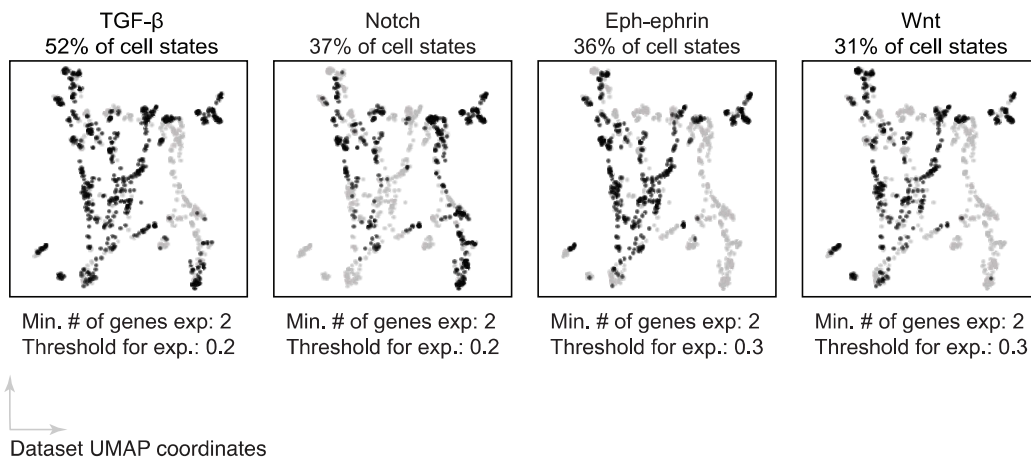 TGF-β
52% of cell states
Notch
37% of cell states
Eph-ephrin
36% of cell states
Wnt
31% of cell states
Min. # of genes exp: 2
Threshold for exp.: 0.2
Min. # of genes exp: 2
Threshold for exp.: 0.2
Min. # of genes exp: 2
Threshold for exp.: 0.3
Min. # of genes exp: 2
Threshold for exp.: 0.3
Dataset UMAP coordinates